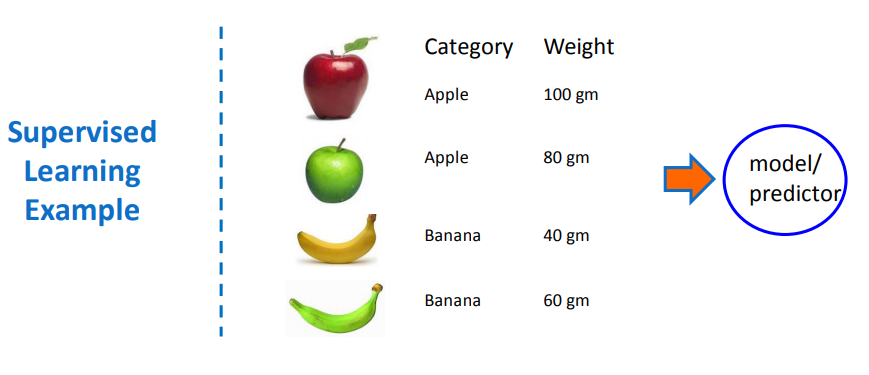 Supervised
Learning
Example
Category Weight
Apple 100 gm
Apple 80 gm
Banana 40 gm
Banana 60 gm
model/
predictor